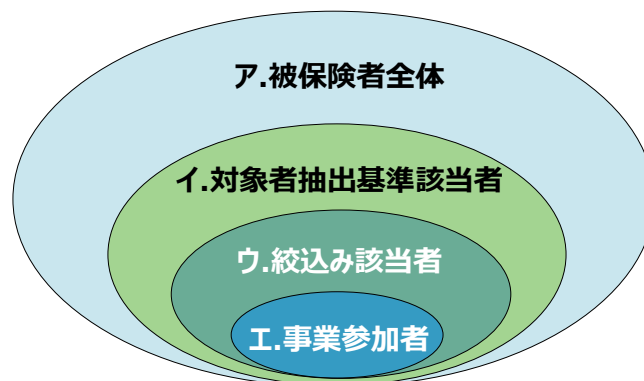 ア.被保険者全体
イ.対象者抽出基準該当者
ウ.絞込み該当者
エ.事業参加者